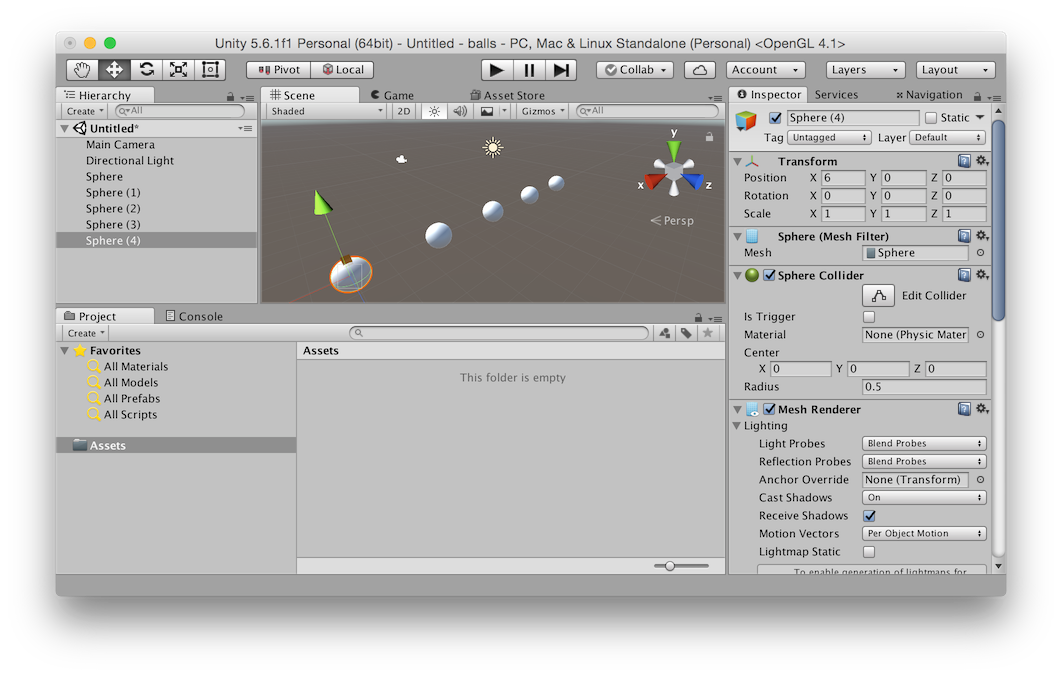 Unity 5.6.1f1 Personal (64bit) - Untitled - balls - PC, Mac & Linux Standalone (Personal) <OpenGL 4.1>
Pivot Local Collab Account Layers Layout
Hierarchy
Create All
Untitled*
Main Camera
Directional Light
Sphere
Sphere (1)
Sphere (2)
Sphere (3)
Sphere (4)
Scene Game Asset Store
Shaded 2D Gizmos All
y
x z
Persp
Project Console
Create
Favorites
All Materials
All Models
All Prefabs
All Scripts
Assets
Assets
This folder is empty
Inspector Services Navigation
Sphere (4) Static
Tag Untagged Layer Default
Transform
Position X 6 Y 0 Z 0
Rotation X 0 Y 0 Z 0
Scale X 1 Y 1 Z 1
Sphere (Mesh Filter)
Mesh Sphere
Sphere Collider
Edit Collider
Is Trigger
Material None (Physic Mater
Center
X 0 Y 0 Z 0
Radius 0.5
Mesh Renderer
Lighting
Light Probes Blend Probes
Reflection Probes Blend Probes
Anchor Override None (Transform)
Cast Shadows On
Receive Shadows
Motion Vectors Per Object Motion
Lightmap Static
To enable generation of lightmaps for